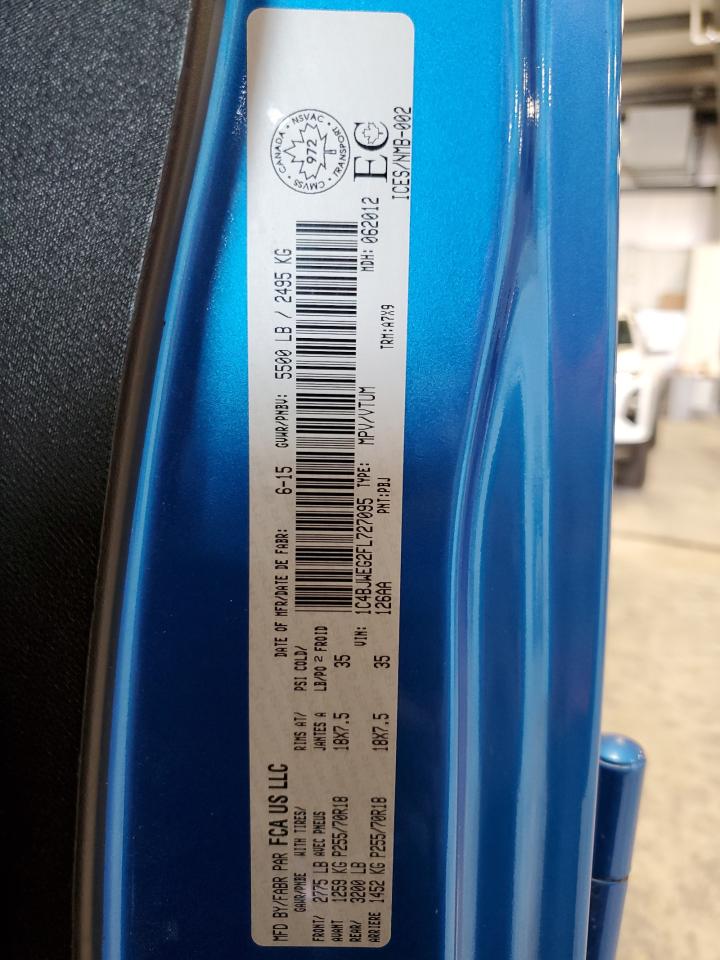 MFD BY/FABR PAR FCA US LLC
DATE OF MFR/DATE DE FABR: 6-15 GVWR/PNBV: 5500 LB / 2495 KG
GAWR/PNBE WITH TIRES/ RIMS AT/ PSI COLD/
FRONT/ 2775 LB AVEC PNEUS JANTES A LB/PO 2 FROID
AVANT 1259 KG P255/70R18 18X7.5 35
REAR/ 3200 LB
ARRIERE 1452 KG P255/70R18 18X7.5 35
VIN: 1C4BJWEG2FL727095 TYPE: MPV/VTUM MDH: 062012
126AA PNT:PBJ TRM:A7X9
CANADA • NSVAC • TRANSPORT • CMVSS
972
EC
ICES/NMB-002